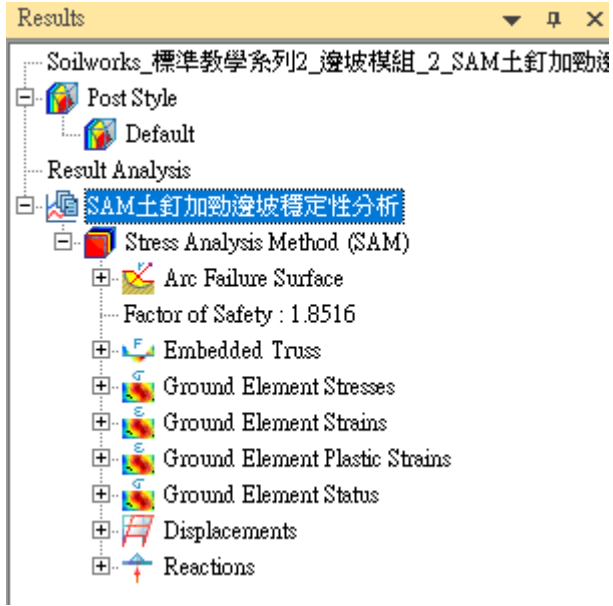 Results
Soilworks_標準教學系列2_邊坡模組_2_SAM土釘加勁邊
Post Style
Default
Result Analysis
SAM土釘加勁邊坡穩定性分析
Stress Analysis Method (SAM)
Arc Failure Surface
Factor of Safety : 1.8516
Embedded Truss
Ground Element Stresses
Ground Element Strains
Ground Element Plastic Strains
Ground Element Status
Displacements
Reactions